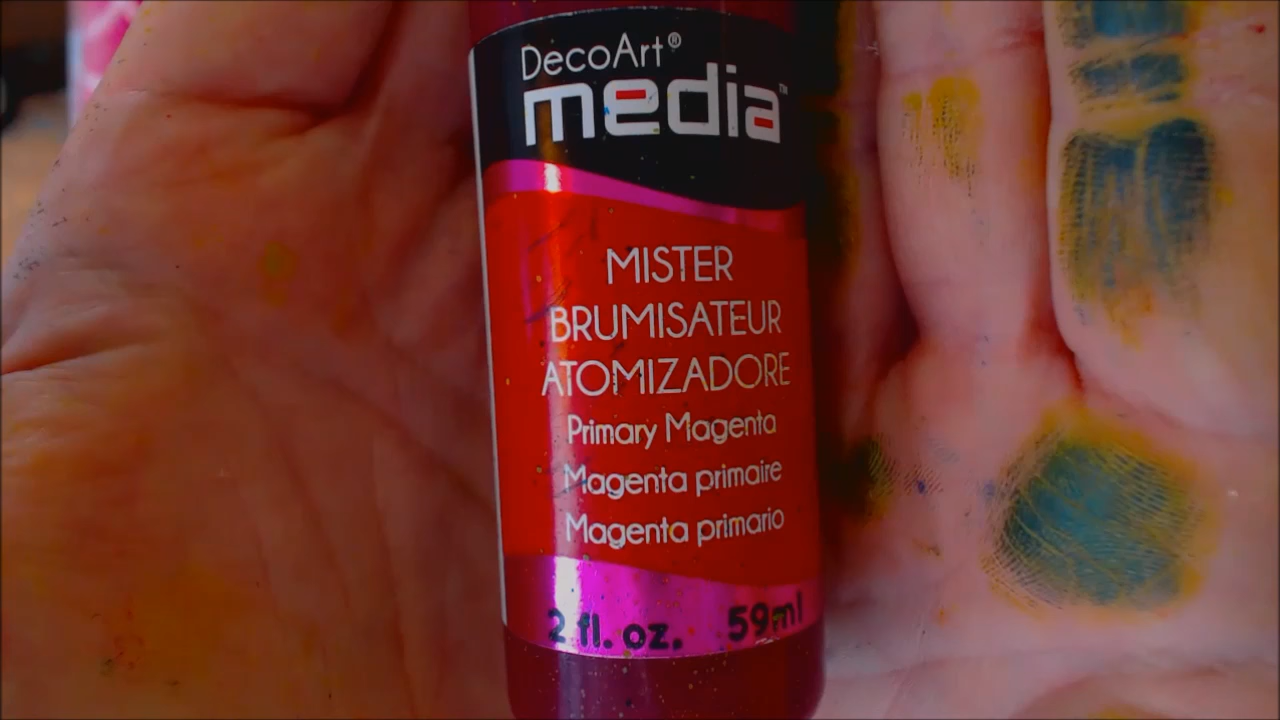 DecoArt®
media™
MISTER
BRUMISATEUR
ATOMIZADORE
Primary Magenta
Magenta primaire
Magenta primario
2 fl. oz. 59ml